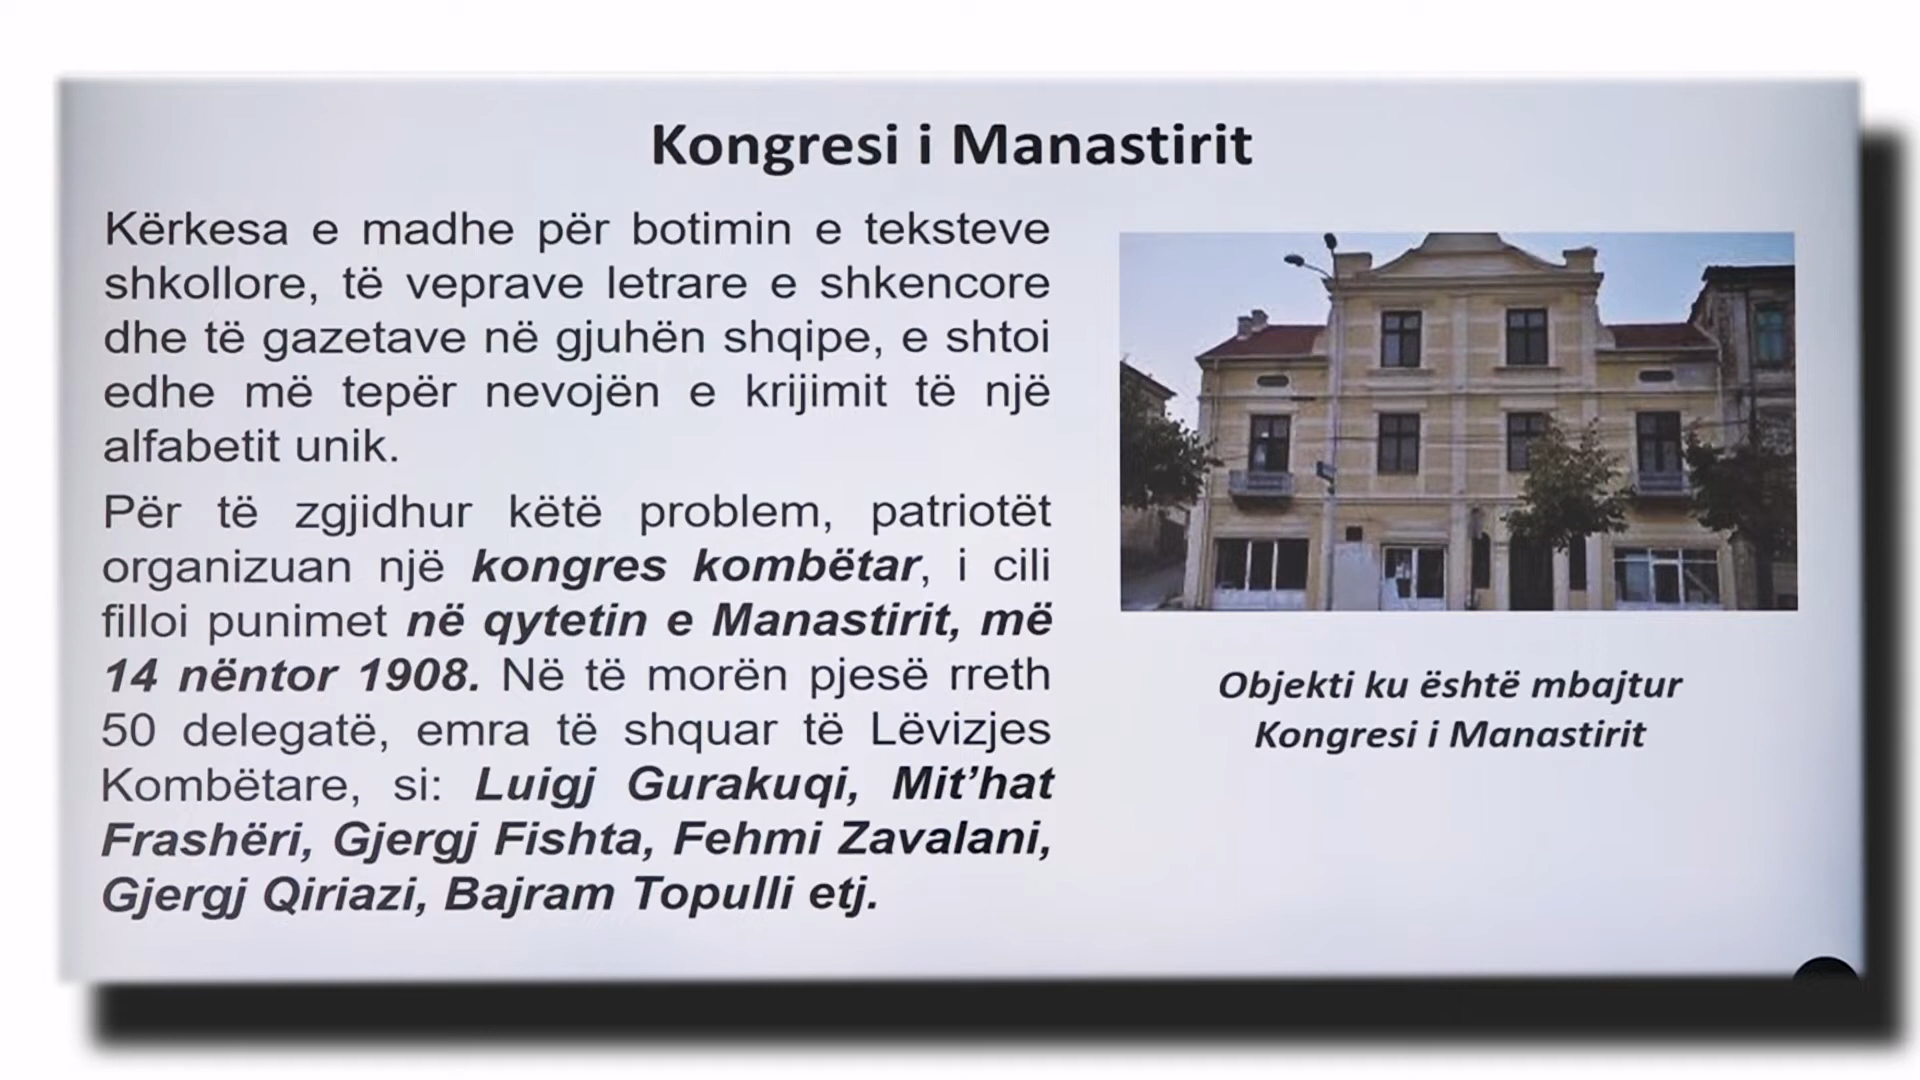 Kongresi i Manastirit
Kërkesa e madhe për botimin e teksteve
shkollore, të veprave letrare e shkencore
dhe të gazetave në gjuhën shqipe, e shtoi
edhe më tepër nevojën e krijimit të një
alfabetit unik.
Për të zgjidhur këtë problem, patriotët
organizuan një kongres kombëtar, i cili
filloi punimet në qytetin e Manastirit, më
14 nëntor 1908. Në të morën pjesë rreth
50 delegatë, emra të shquar të Lëvizjes
Kombëtare, si: Luigj Gurakuqi, Mit’hat
Frashëri, Gjergj Fishta, Fehmi Zavalani,
Gjergj Qiriazi, Bajram Topulli etj.
Objekti ku është mbajtur
Kongresi i Manastirit